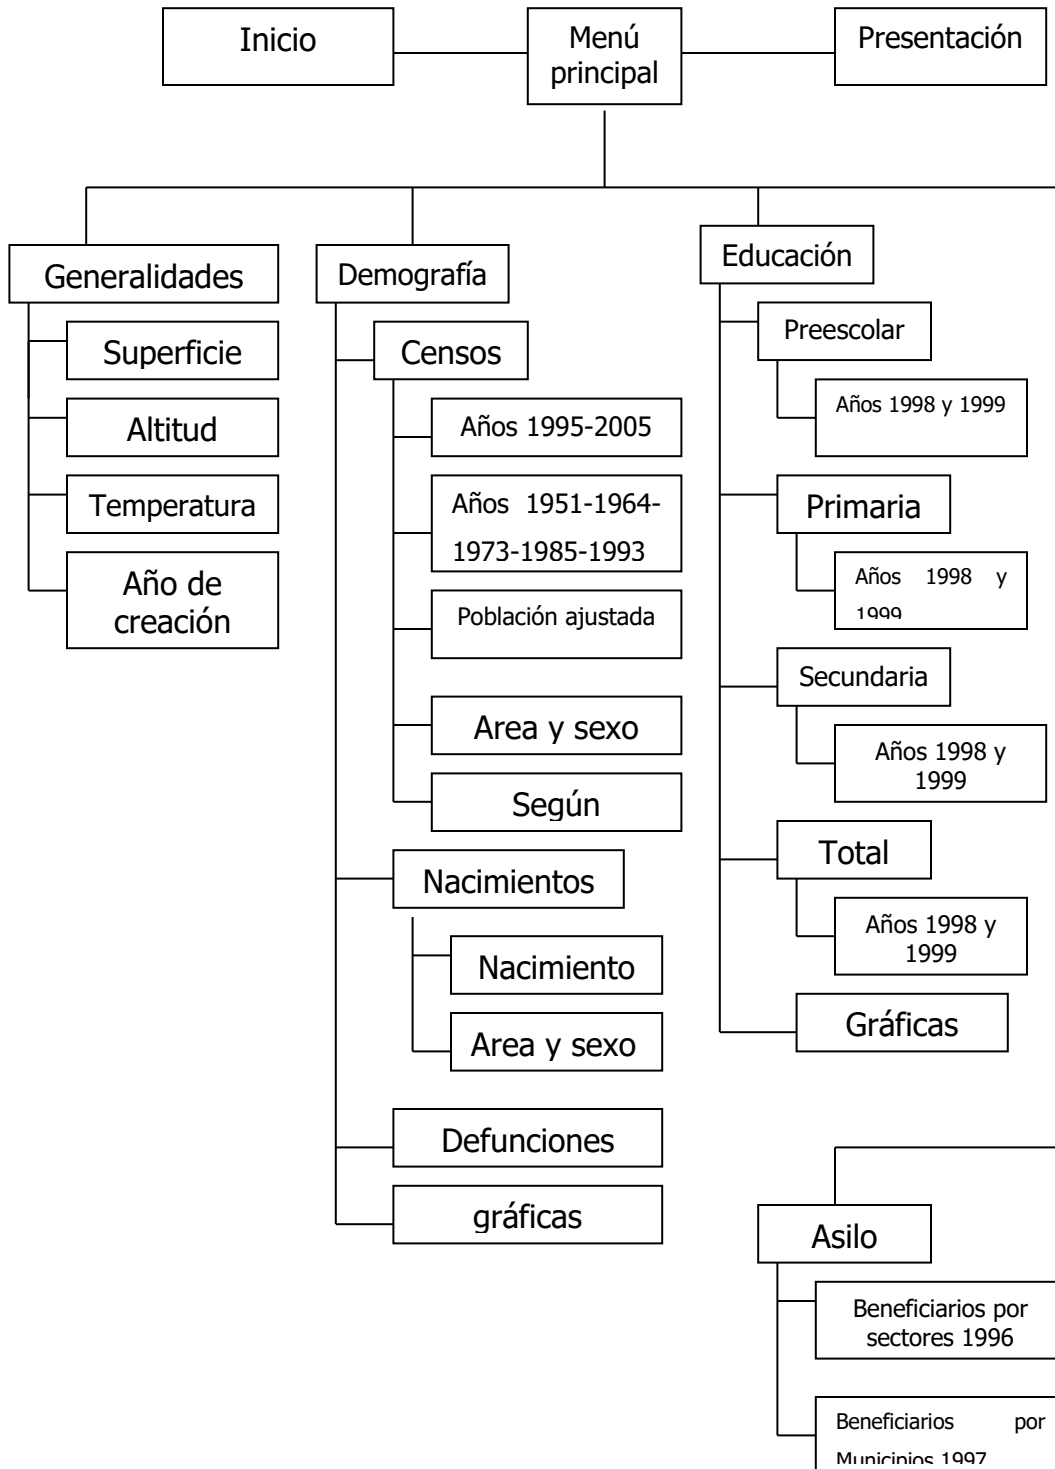 Inicio
Menú
principal
Presentación
Generalidades
Superficie
Altitud
Temperatura
Año de
creación
Demografía
Censos
Años 1995-2005
Años 1951-1964-
1973-1985-1993
Población ajustada
Area y sexo
Según
Nacimientos
Nacimiento
Area y sexo
Defunciones
gráficas
Educación
Preescolar
Años 1998 y 1999
Primaria
Años 1998 y
1999
Secundaria
Años 1998 y
1999
Total
Años 1998 y
1999
Gráficas
Asilo
Beneficiarios por
sectores 1996
Beneficiarios por
Municipios 1997